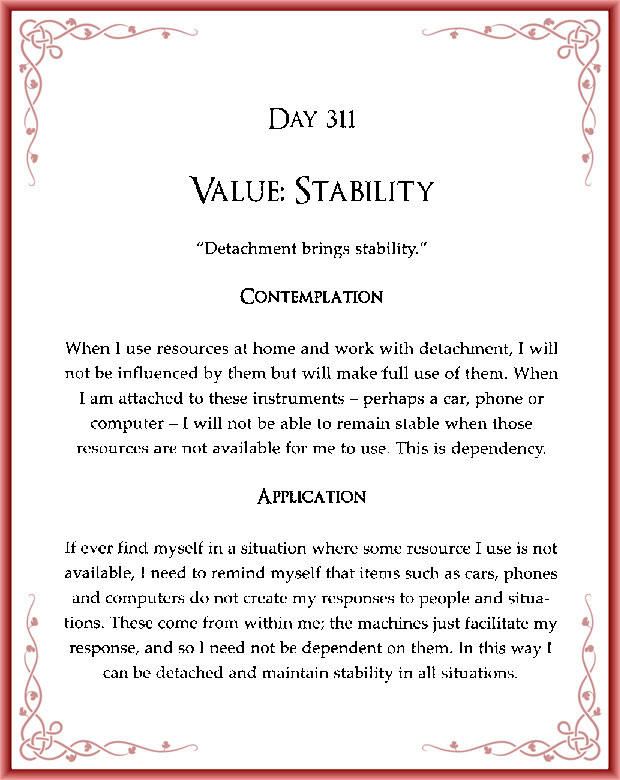 Day 311
Value: Stability
“Detachment brings stability.”
Contemplation
When I use resources at home and work with detachment, I will
not be influenced by them but will make full use of them. When
I am attached to these instruments – perhaps a car, phone or
computer – I will not be able to remain stable when those
resources are not available for me to use. This is dependency.
Application
If ever find myself in a situation where some resource I use is not
available, I need to remind myself that items such as cars, phones
and computers do not create my responses to people and situa-
tions. These come from within me; the machines just facilitate my
response, and so I need not be dependent on them. In this way I
can be detached and maintain stability in all situations.